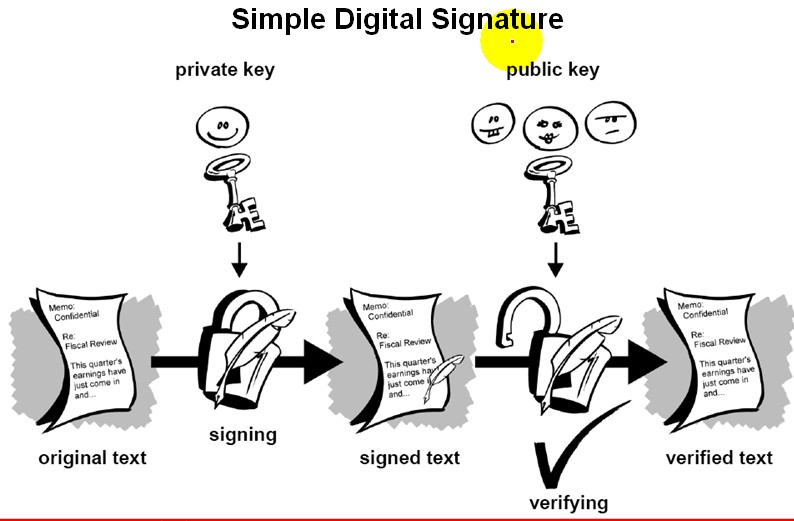 Simple Digital Signature
private key
public key
Memo:
Confidential
Re:
Fiscal Review
This quarter's
earnings have
just come in
and...
Memo:
Confidential
Re:
Fiscal Review
This quarter's
earnings
just come
and...
Memo:
Confidential
Re:
Fiscal Review
This quarter's
earnings have
just come in
and...
signing
original text
signed text
verified text
verifying